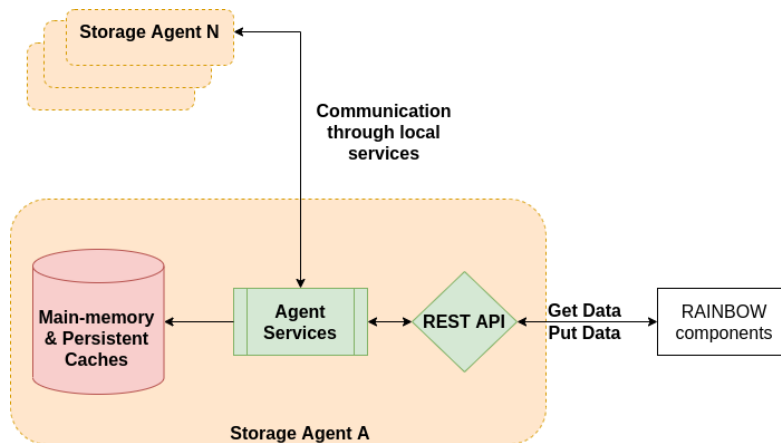 Storage Agent N
Communication
through local
services
Main-memory
& Persistent
Caches
Agent
Services
REST API
Get Data
Put Data
RAINBOW
components
Storage Agent A